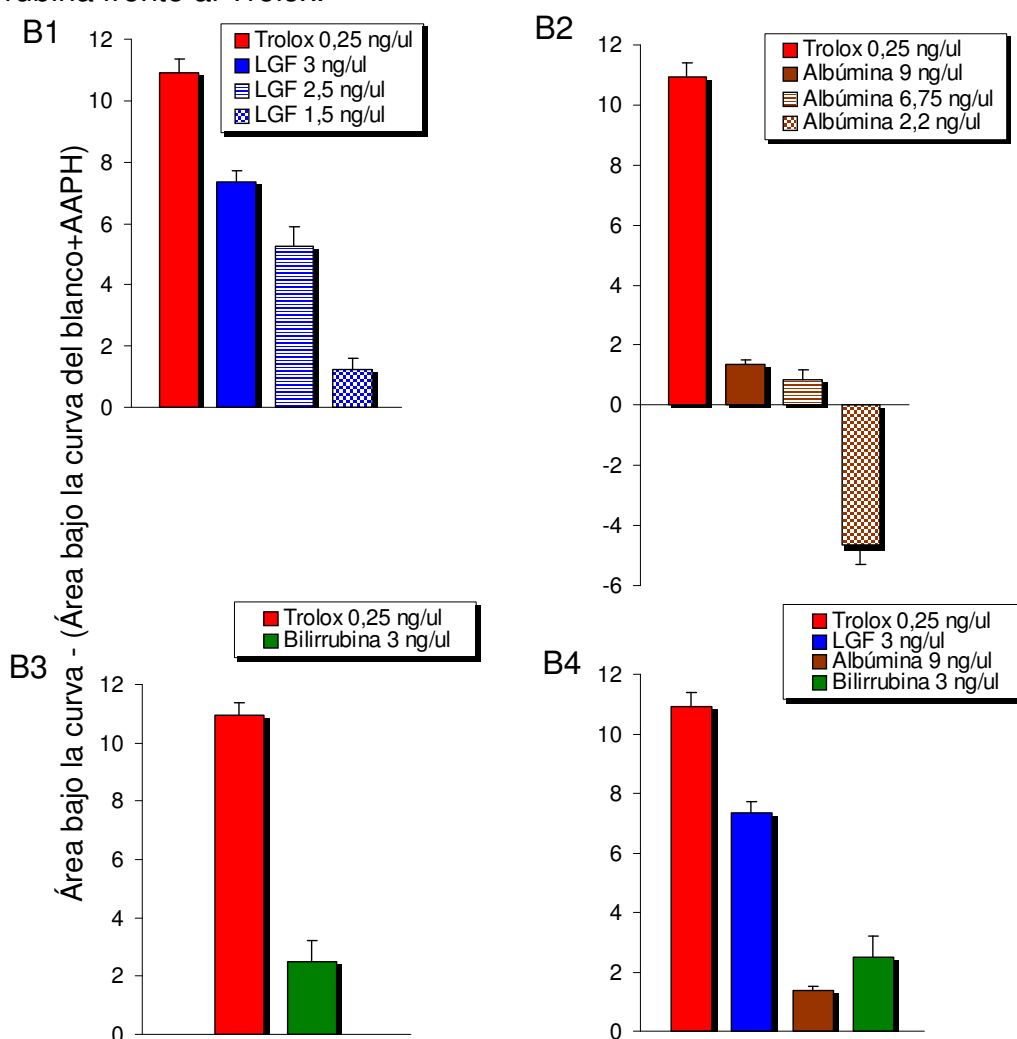 frente al Trolox.
B1
Trolox 0,25 ng/ul
LGF 3 ng/ul
LGF 2,5 ng/ul
LGF 1,5 ng/ul
12
10
8
6
4
2
0
B2
Trolox 0,25 ng/ul
Albúmina 9 ng/ul
Albúmina 6,75 ng/ul
Albúmina 2,2 ng/ul
12
10
8
6
4
2
0
-2
-4
-6
Área bajo la curva - (Área bajo la curva del blanco+AAPH)
B3
Trolox 0,25 ng/ul
Bilirrubina 3 ng/ul
12
10
8
6
4
2
0
B4
Trolox 0,25 ng/ul
LGF 3 ng/ul
Albúmina 9 ng/ul
Bilirrubina 3 ng/ul
12
10
8
6
4
2
0